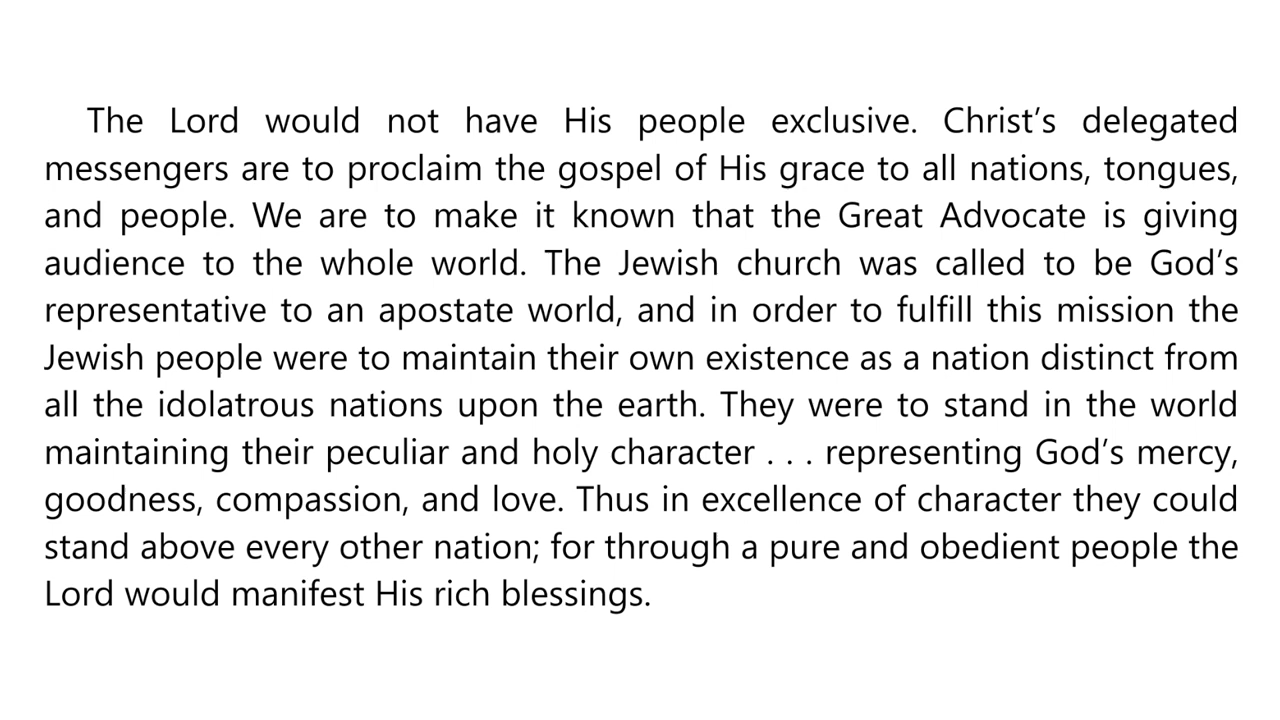 The Lord would not have His people exclusive. Christ’s delegated
messengers are to proclaim the gospel of His grace to all nations, tongues,
and people. We are to make it known that the Great Advocate is giving
audience to the whole world. The Jewish church was called to be God’s
representative to an apostate world, and in order to fulfill this mission the
Jewish people were to maintain their own existence as a nation distinct from
all the idolatrous nations upon the earth. They were to stand in the world
maintaining their peculiar and holy character . . . representing God’s mercy,
goodness, compassion, and love. Thus in excellence of character they could
stand above every other nation; for through a pure and obedient people the
Lord would manifest His rich blessings.